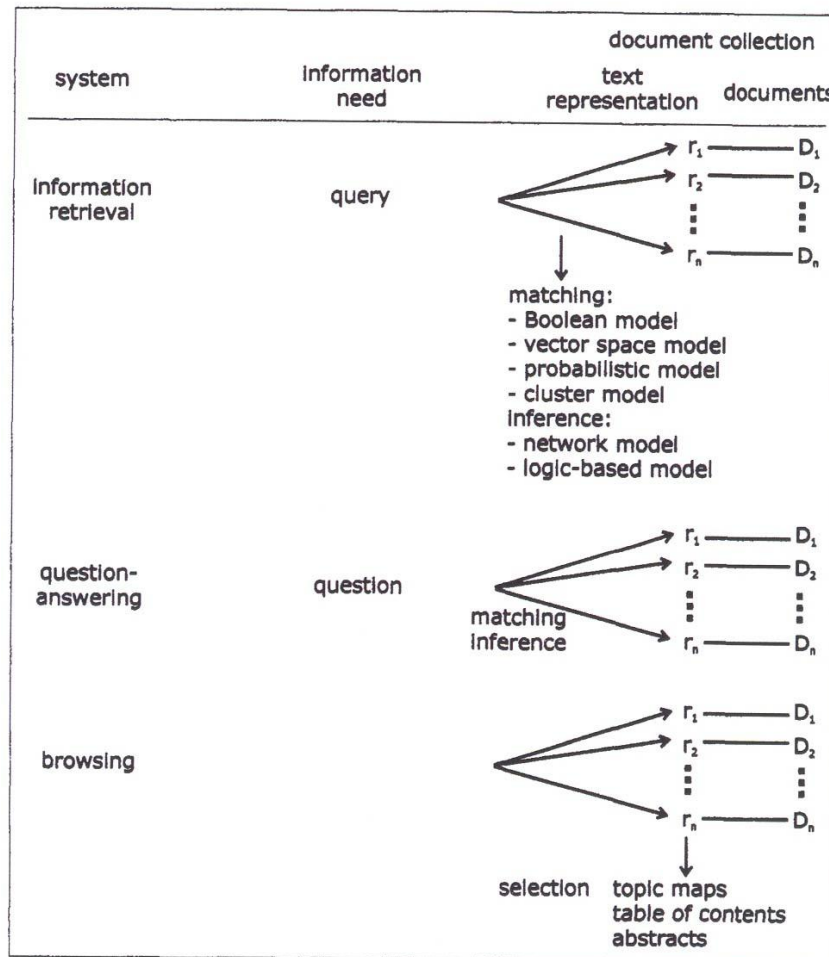 document collection
system
information
need
text
representation
documents
information
retrieval
query
r₁ D₁
r₂ D₂
rₙ Dₙ
matching:
- Boolean model
- vector space model
- probabilistic model
- cluster model
inference:
- network model
- logic-based model
question-
answering
question
matching
inference
r₁ D₁
r₂ D₂
rₙ Dₙ
browsing
r₁ D₁
r₂ D₂
rₙ Dₙ
selection topic maps
table of contents
abstracts